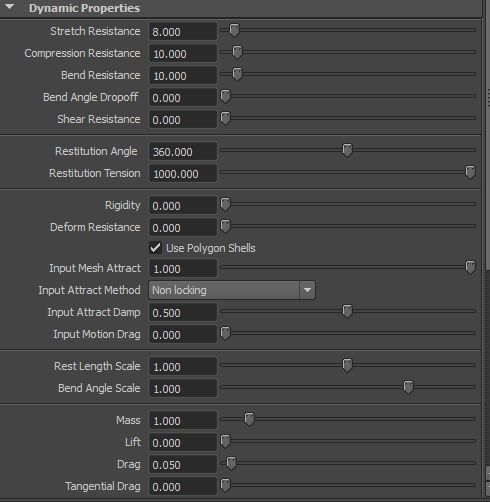 Dynamic Properties
Stretch Resistance 8.000
Compression Resistance 10.000
Bend Resistance 10.000
Bend Angle Dropoff 0.000
Shear Resistance 0.000
Restitution Angle 360.000
Restitution Tension 1000.000
Rigidity 0.000
Deform Resistance 0.000
Use Polygon Shells
Input Mesh Attract 1.000
Input Attract Method Non locking
Input Attract Damp 0.500
Input Motion Drag 0.000
Rest Length Scale 1.000
Bend Angle Scale 1.000
Mass 1.000
Lift 0.000
Drag 0.050
Tangential Drag 0.000